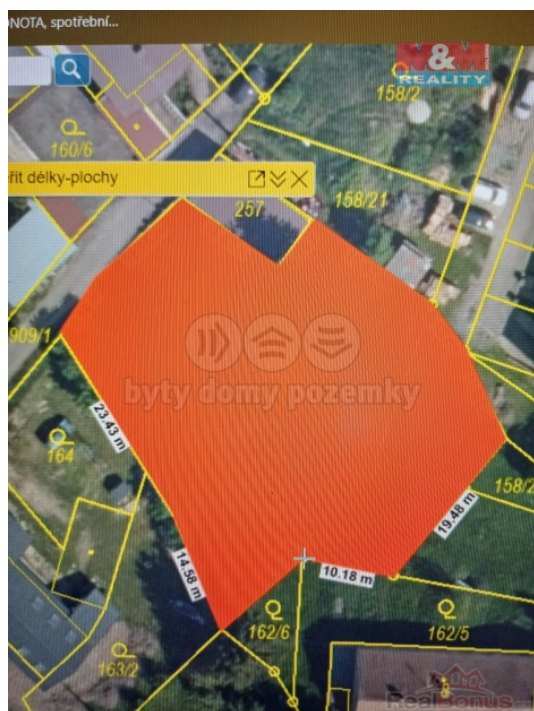 ONOTA, spotřební...
M&M
REALITY
158/2
160/6
řit délky-plochy
257
158/21
909/1
byty domy pozemky
23.43 m
164
158/2
19.48 m
14.58 m
10.18 m
162/6
162/5
163/2
RealBonus